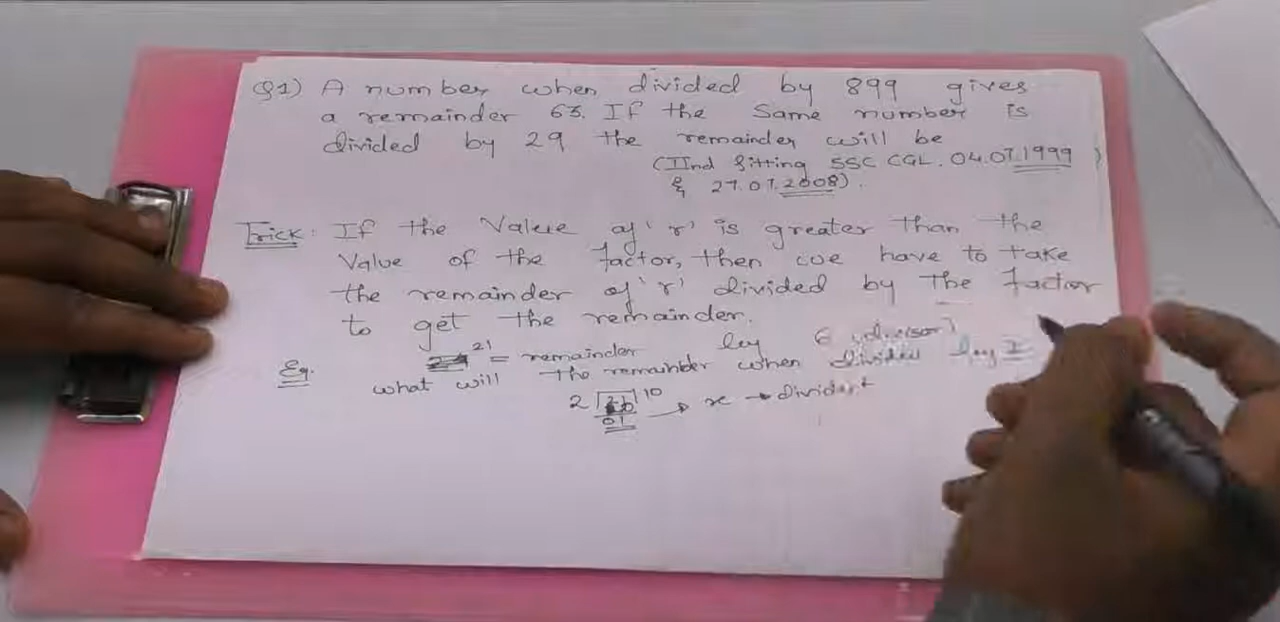 Q1) A number when divided by 899 gives
a remainder 63. If the same number is
divided by 29 the remainder will be
(IInd Sitting SSC CGL. 04.07.1999
& 27.07.2008).
Trick: If the Value of 'r' is greater than the
Value of the factor, then we have to take
the remainder of 'r' divided by the factor
to get the remainder.
Eg. 21 = remainder by 6
what will the remainder when divided by 2
2 10
01 → → dividend